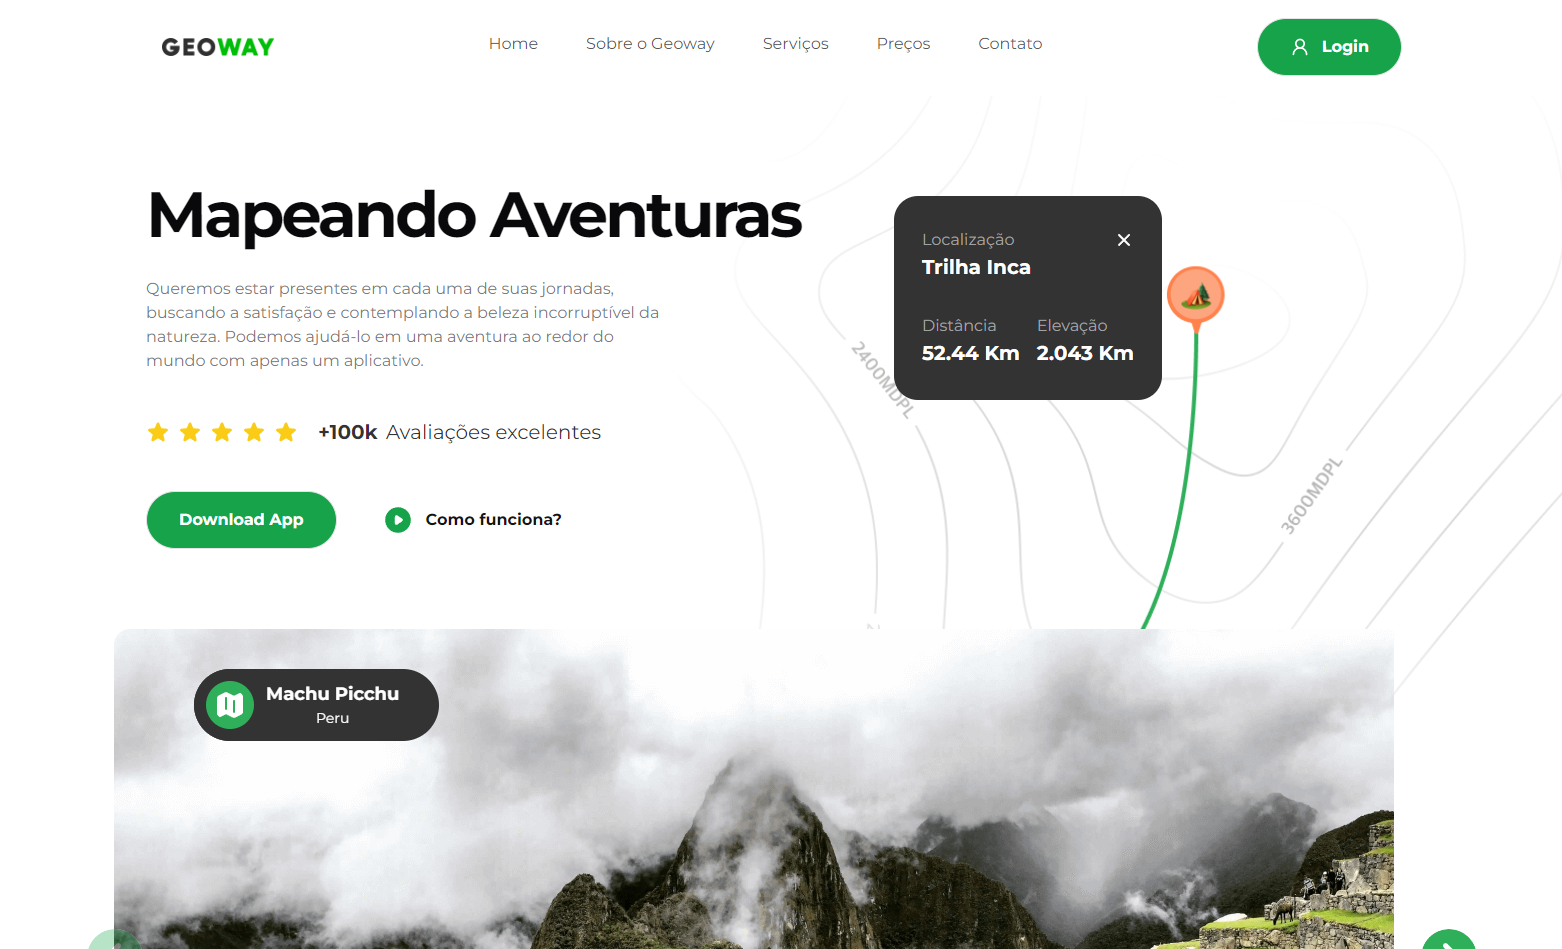 GEOWAY
Home
Sobre o Geoway
Serviços
Preços
Contato
Login
Mapeando Aventuras
Queremos estar presentes em cada uma de suas jornadas,
buscando a satisfação e contemplando a beleza incorruptível da
natureza. Podemos ajudá-lo em uma aventura ao redor do
mundo com apenas um aplicativo.
+100k Avaliações excelentes
Download App
Como funciona?
Localização
Trilha Inca
Distância
52.44 Km
Elevação
2.043 Km
2400MDPL
3600MDPL
Machu Picchu
Peru